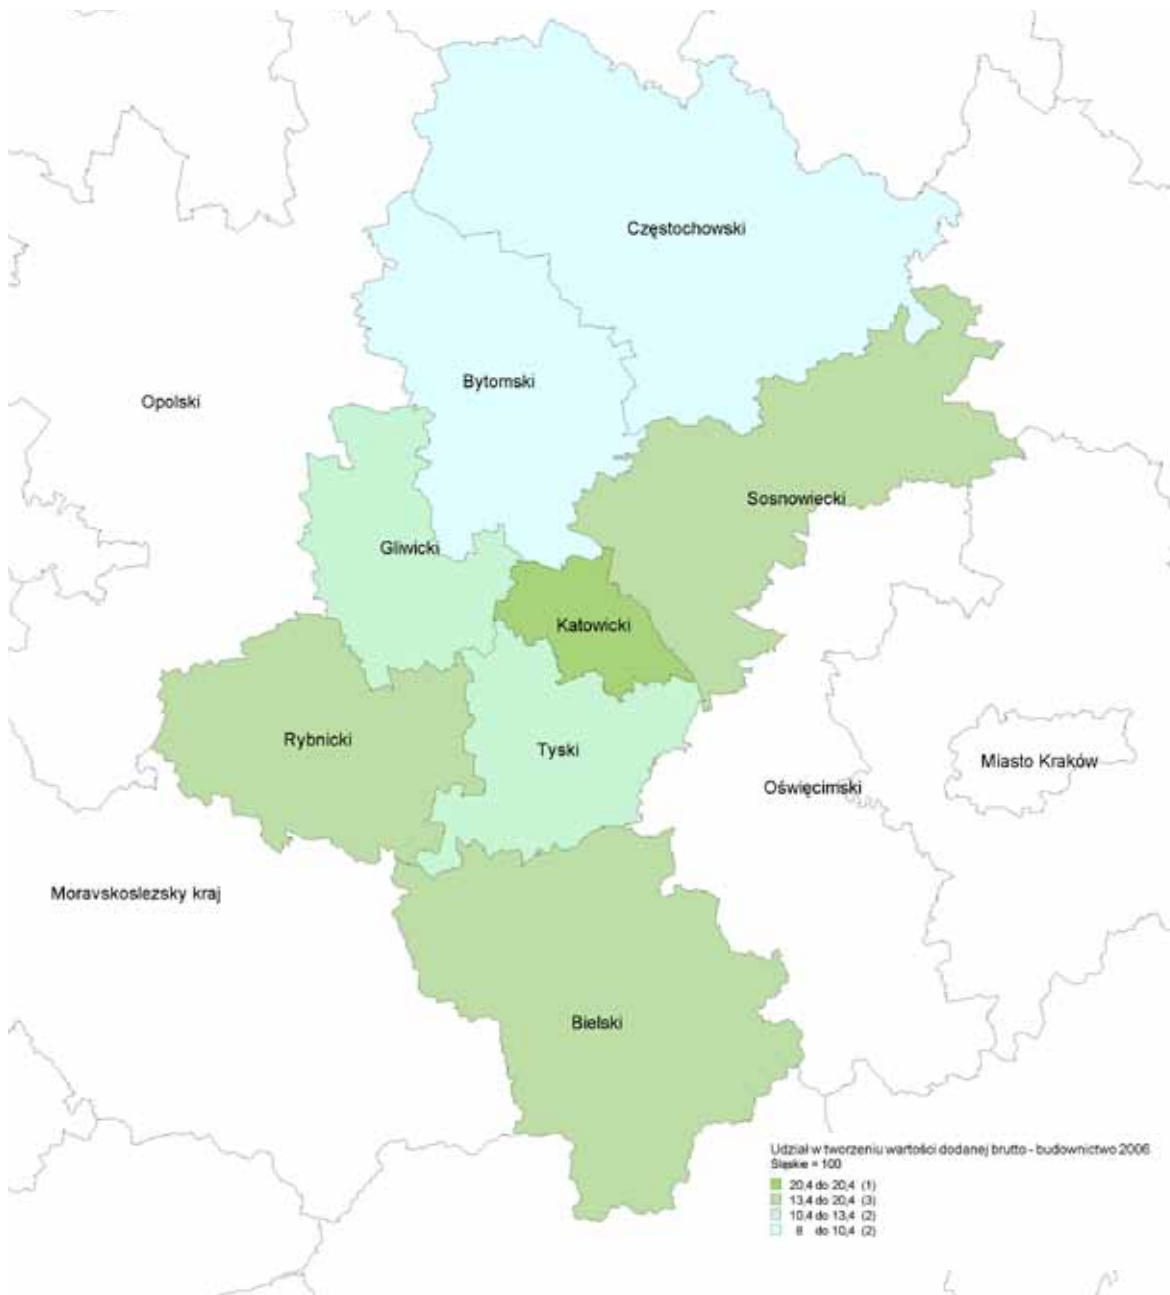 Częstochowski
Bytomski
Opolski
Sosnowiecki
Gliwicki
Katowicki
Rybnicki
Tyski
Miasto Kraków
Oświęcimski
Moravskoslezsky kraj
Bielski
Udział w tworzeniu wartości dodanej brutto - budownictwo 2006
Śląskie = 100
20,4 do 20,4 (1)
13,4 do 20,4 (3)
10,4 do 13,4 (2)
8 do 10,4 (2)